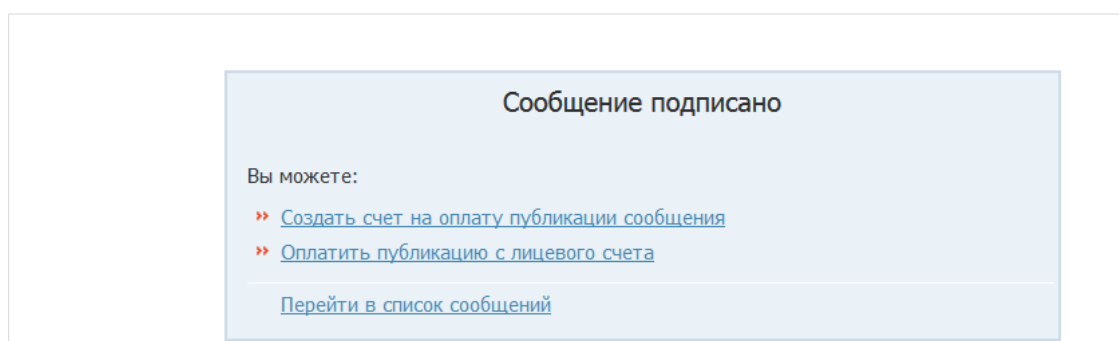 Сообщение подписано
Вы можете:
Создать счет на оплату публикации сообщения
Оплатить публикацию с лицевого счета
Перейти в список сообщений